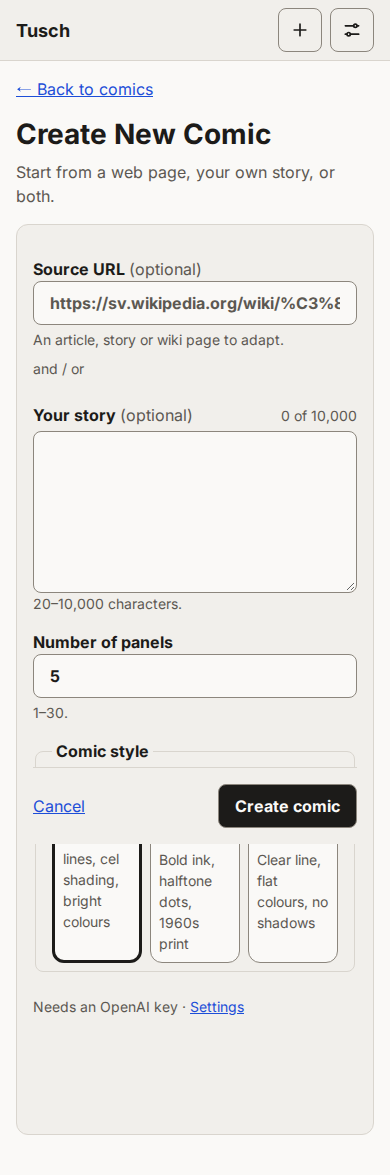 Tusch
← Back to comics
Create New Comic
Start from a web page, your own story, or
both.
Source URL (optional)
https://sv.wikipedia.org/wiki/%C3%8
An article, story or wiki page to adapt.
and / or
Your story (optional) 0 of 10,000
20–10,000 characters.
Number of panels
5
1–30.
Comic style
Cancel Create comic
lines, cel
shading,
bright
colours
Bold ink,
halftone
dots,
1960s
print
Clear line,
flat
colours, no
shadows
Needs an OpenAI key · Settings